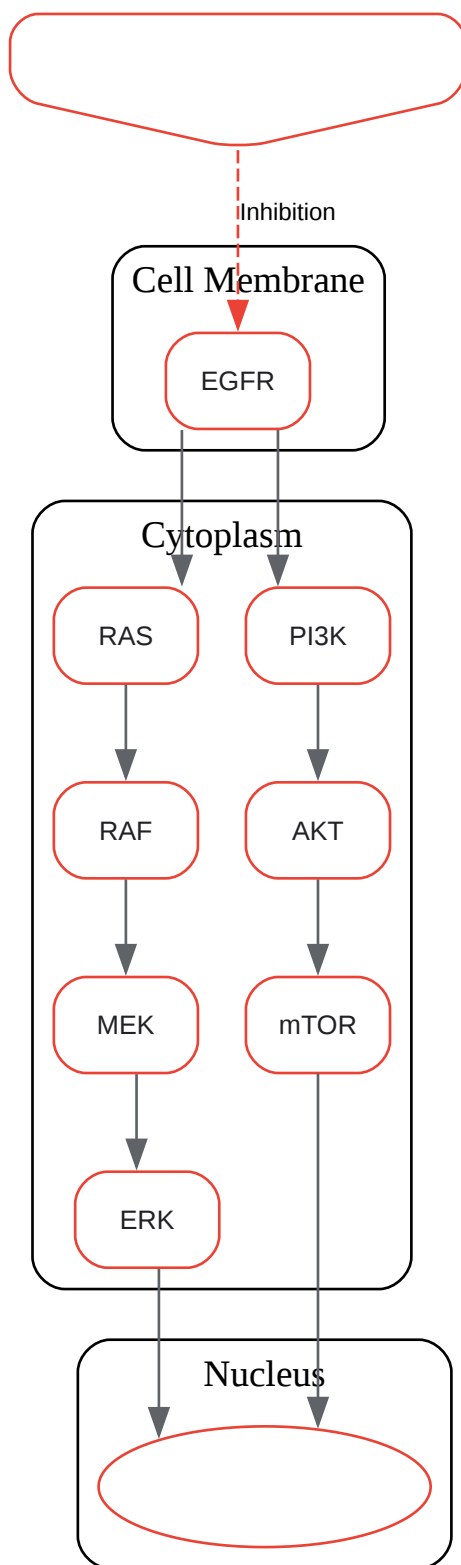 Inhibition
Cell Membrane
EGFR
Cytoplasm
RAS
PI3K
RAF
AKT
MEK
mTOR
ERK
Nucleus